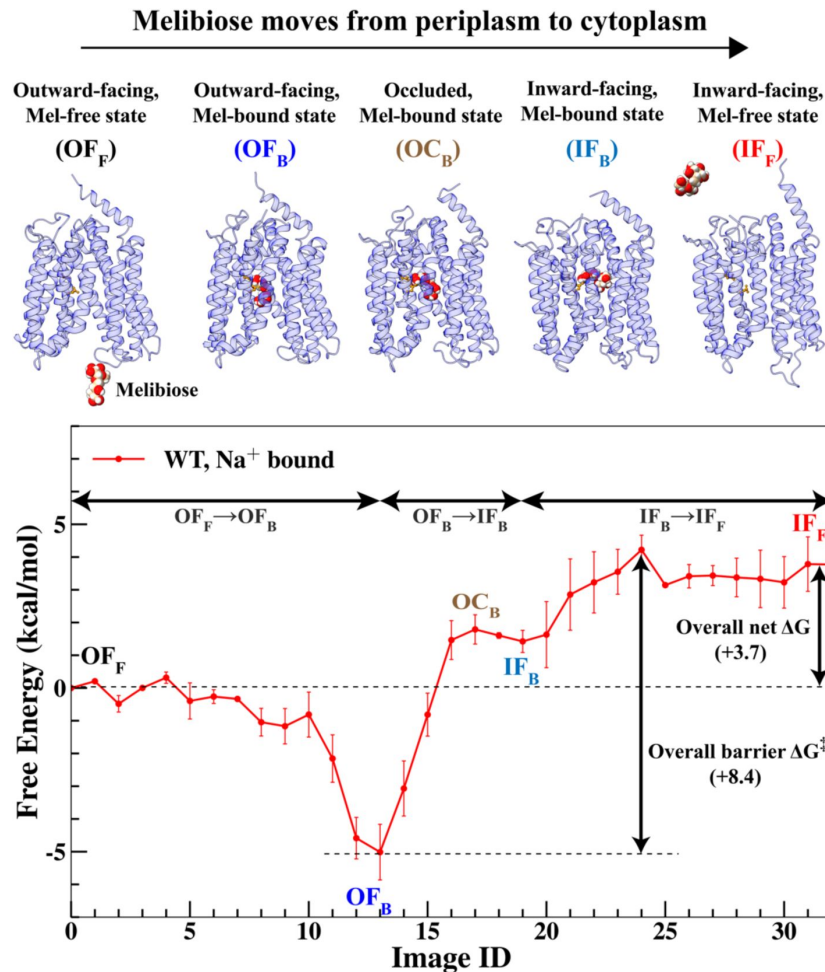 Melibiose moves from periplasm to cytoplasm
Outward-facing,
Mel-free state
(OF_F)
Outward-facing,
Mel-bound state
(OF_B)
Occluded,
Mel-bound state
(OC_B)
Inward-facing,
Mel-bound state
(IF_B)
Inward-facing,
Mel-free state
(IF_F)
Melibiose
WT, Na⁺ bound
OF_F→OF_B
OF_B→IF_B
IF_B→IF_F
IF_F
5
OC_B
OF_F
IF_B
Overall net ΔG
(+3.7)
0
Overall barrier ΔG‡
(+8.4)
-5
OF_B
Free Energy (kcal/mol)
0
5
10
15
20
25
30
Image ID